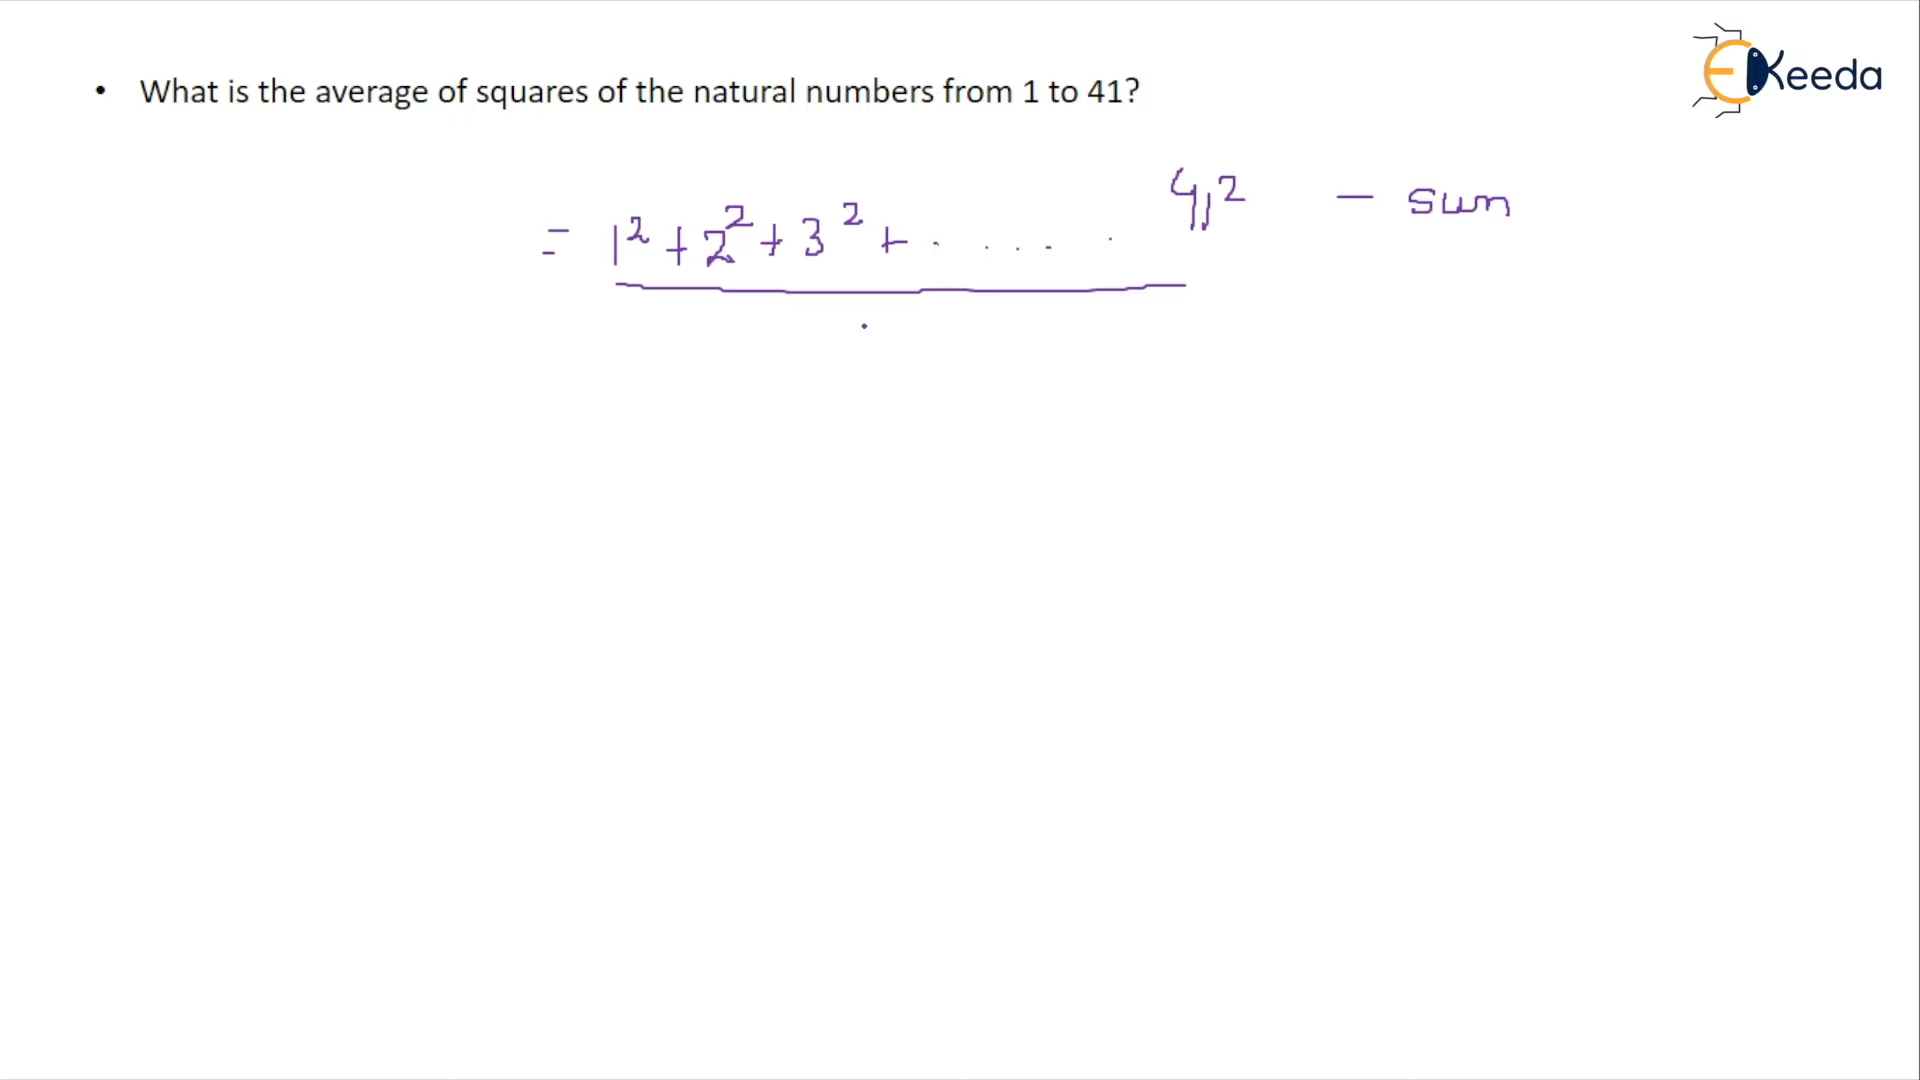 EKeeda
• What is the average of squares of the natural numbers from 1 to 41?
= 1² + 2² + 3² + . . . . . 41² — sum